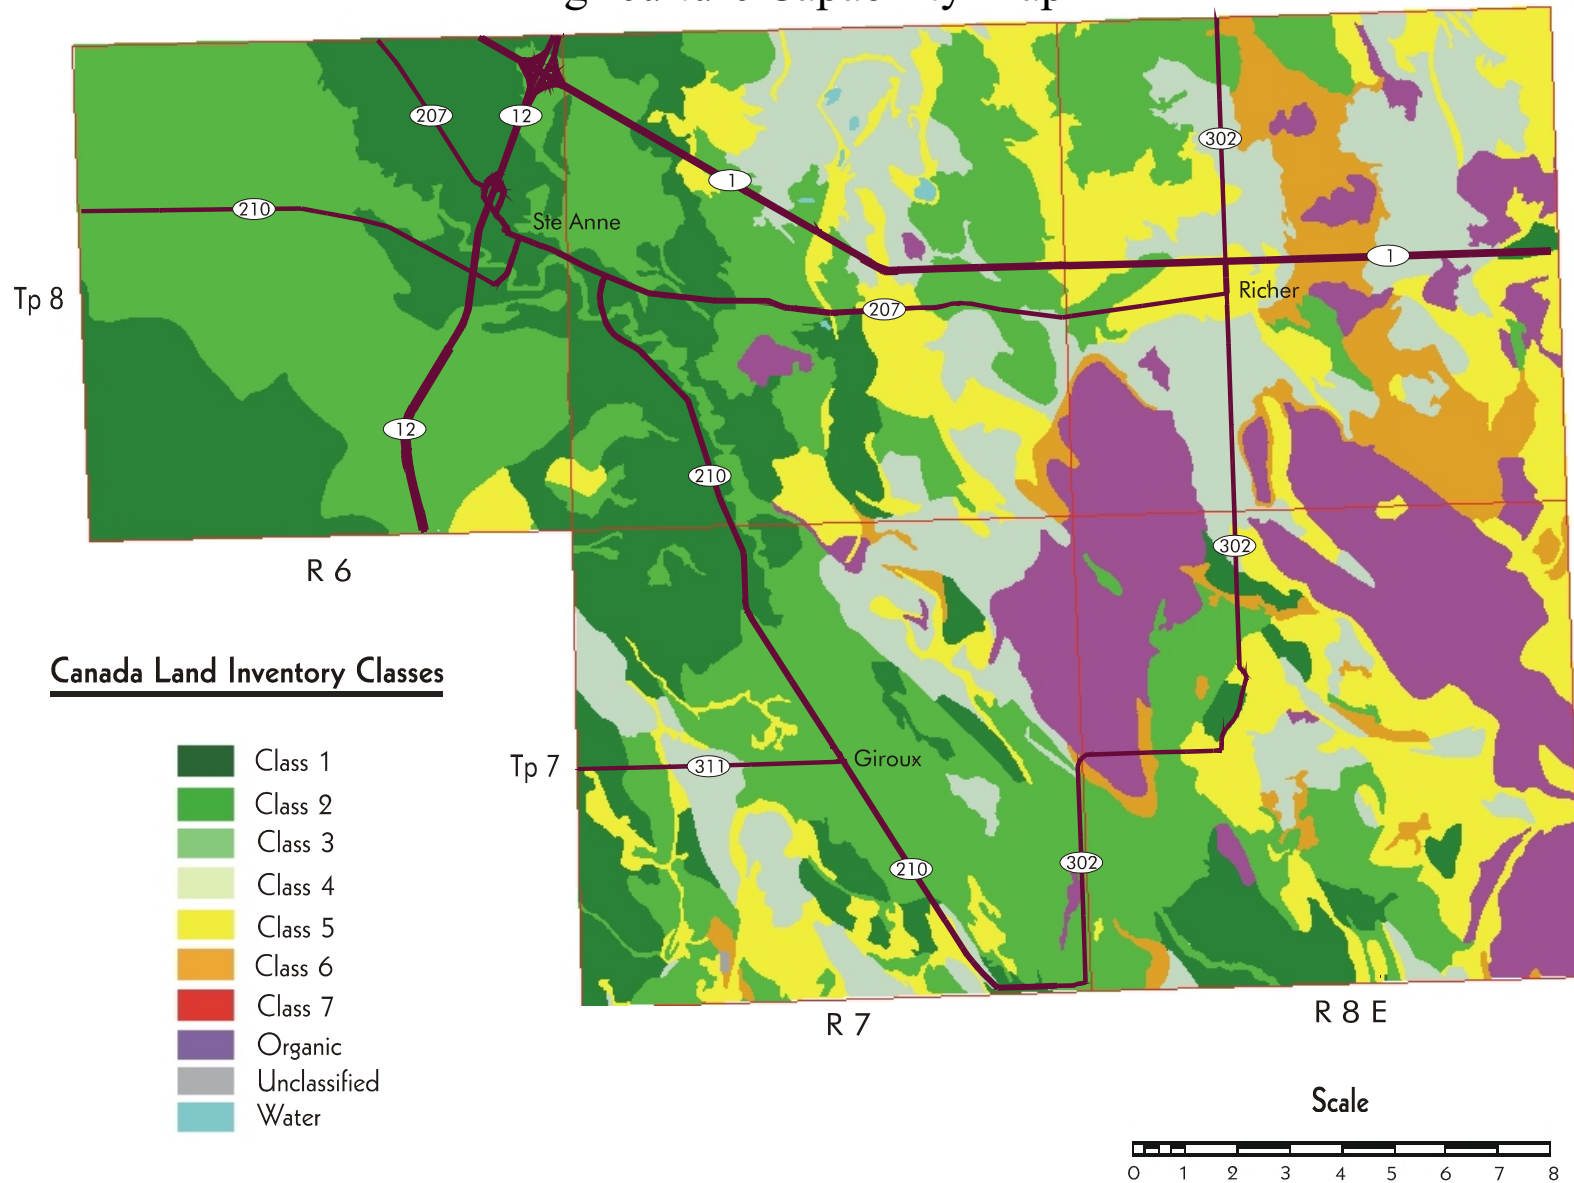 207
12
302
1
210
Ste Anne
1
Tp 8
Richer
207
12
210
302
R 6
Canada Land Inventory Classes
Class 1
Class 2
Class 3
Class 4
Class 5
Class 6
Class 7
Organic
Unclassified
Water
Tp 7
311
Giroux
210
302
R 7
R 8 E
Scale
0 1 2 3 4 5 6 7 8